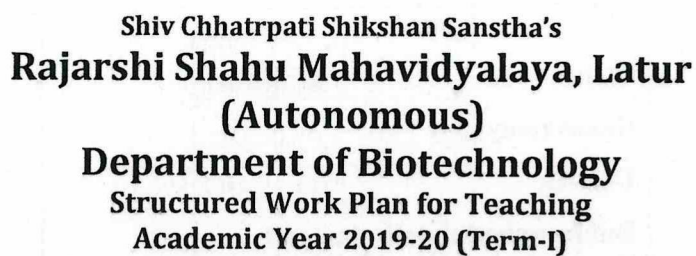 Shiv Chhatrpati Shikshan Sanstha's
Rajarshi Shahu Mahavidyalaya, Latur
(Autonomous)
Department of Biotechnology
Structured Work Plan for Teaching
Academic Year 2019-20 (Term-I)